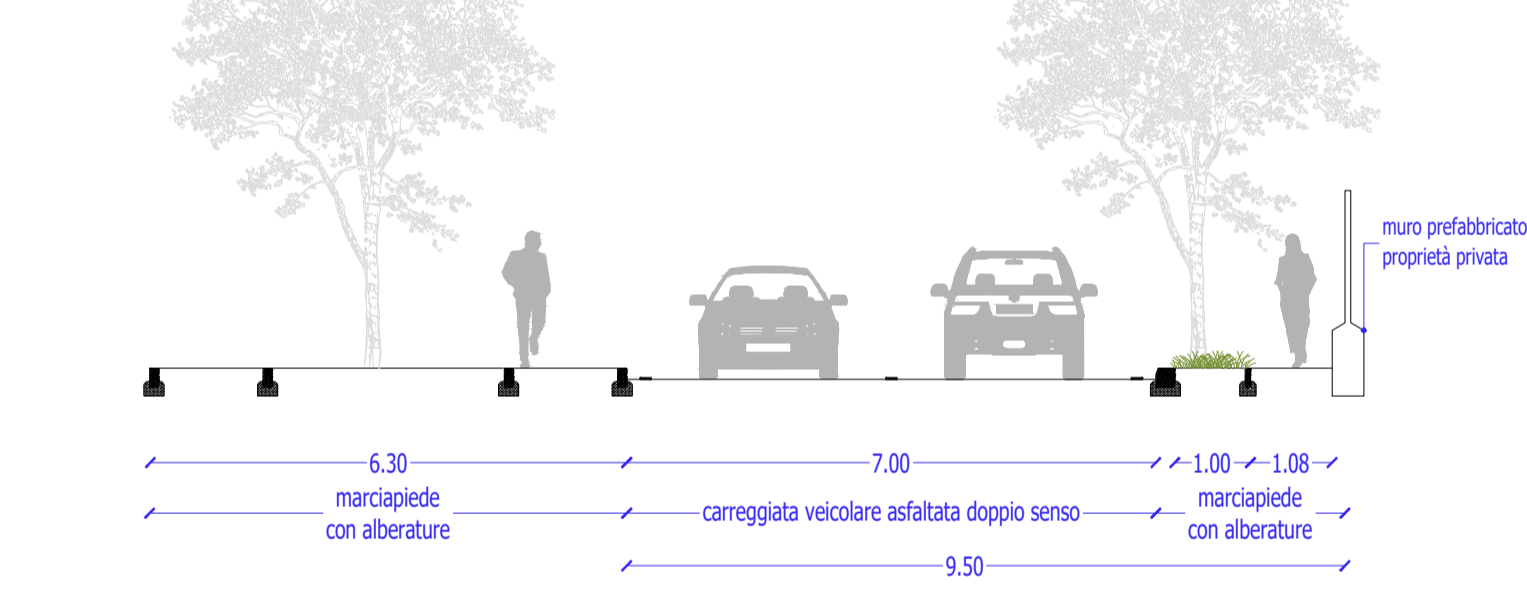 muro prefabbricato
proprietà privata
6.30
7.00
1.00
1.08
marciapiede
con alberature
carreggiata veicolare asfaltata doppio senso
marciapiede
con alberature
9.50